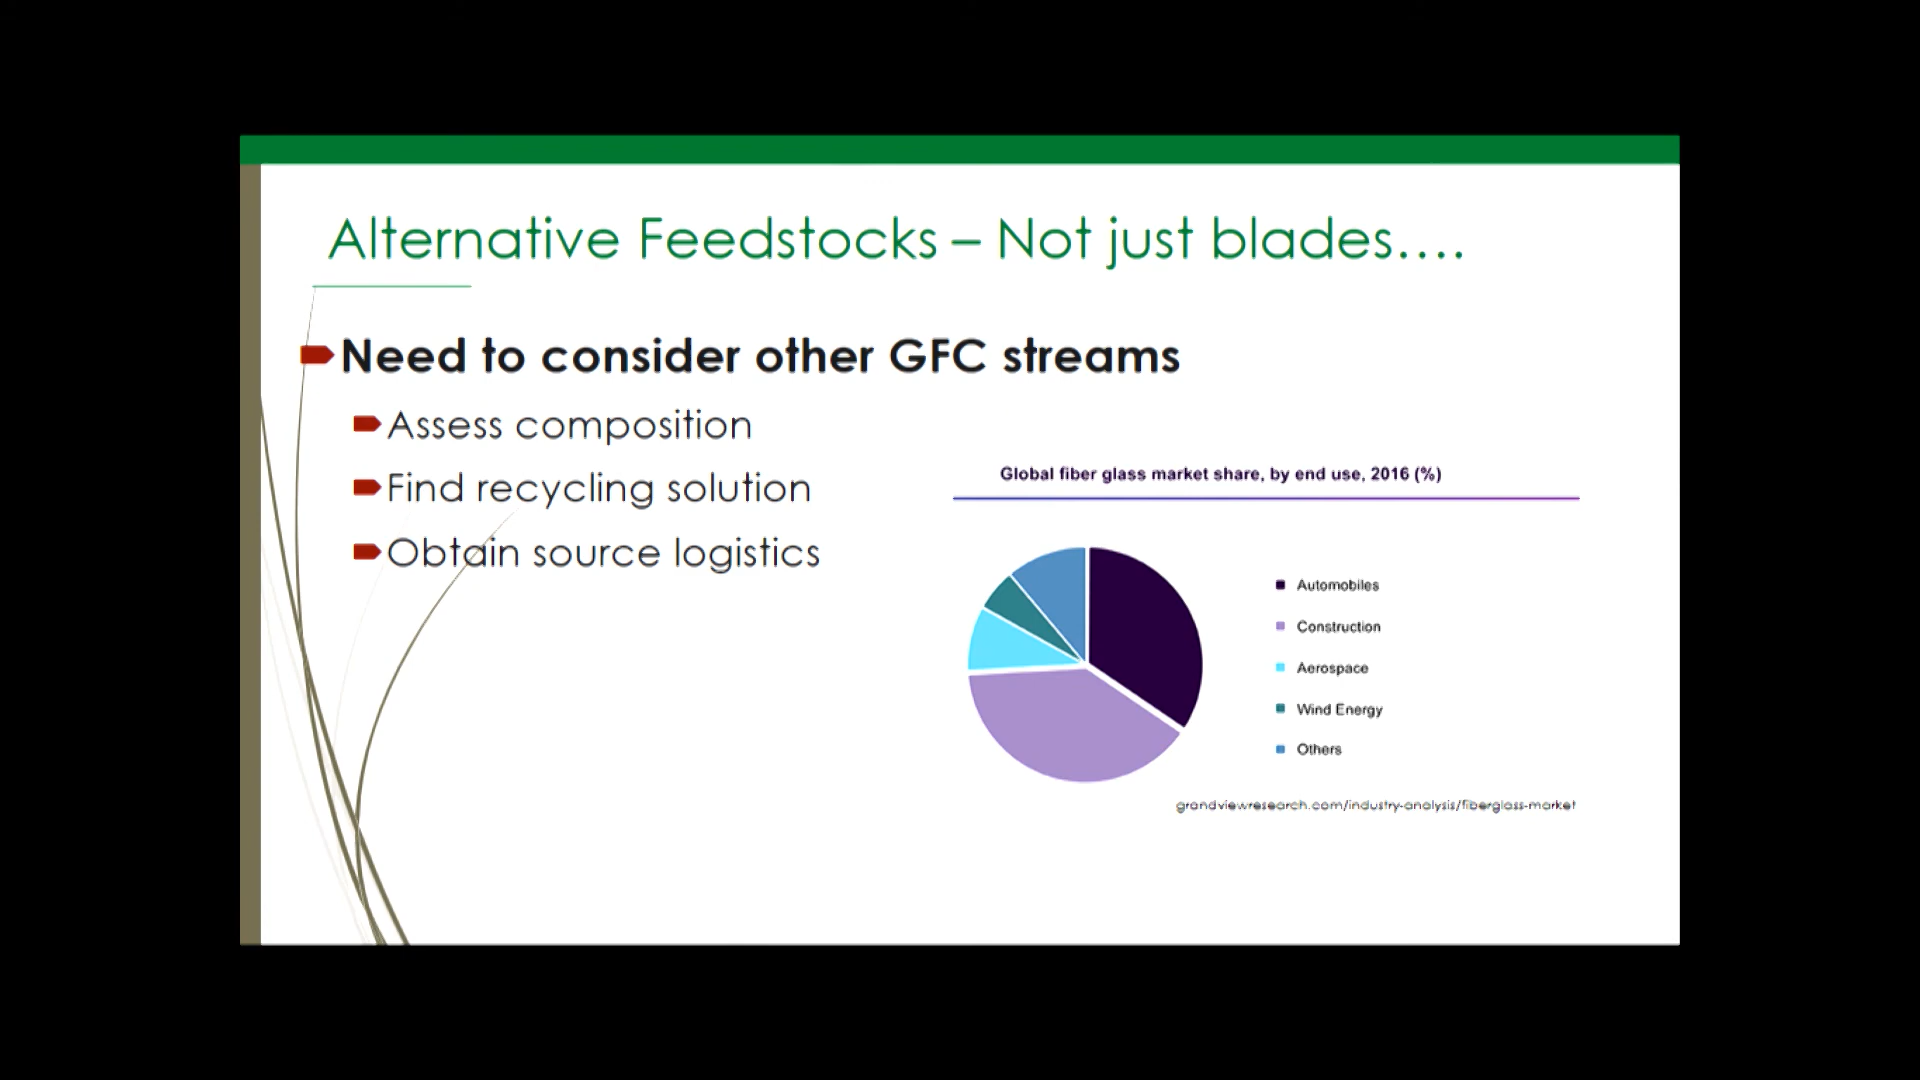 Alternative Feedstocks – Not just blades....
Need to consider other GFC streams
Assess composition
Find recycling solution
Obtain source logistics
Global fiber glass market share, by end use, 2016 (%)
Automobiles
Construction
Aerospace
Wind Energy
Others
grandviewresearch.com/industry-analysis/fiberglass-market